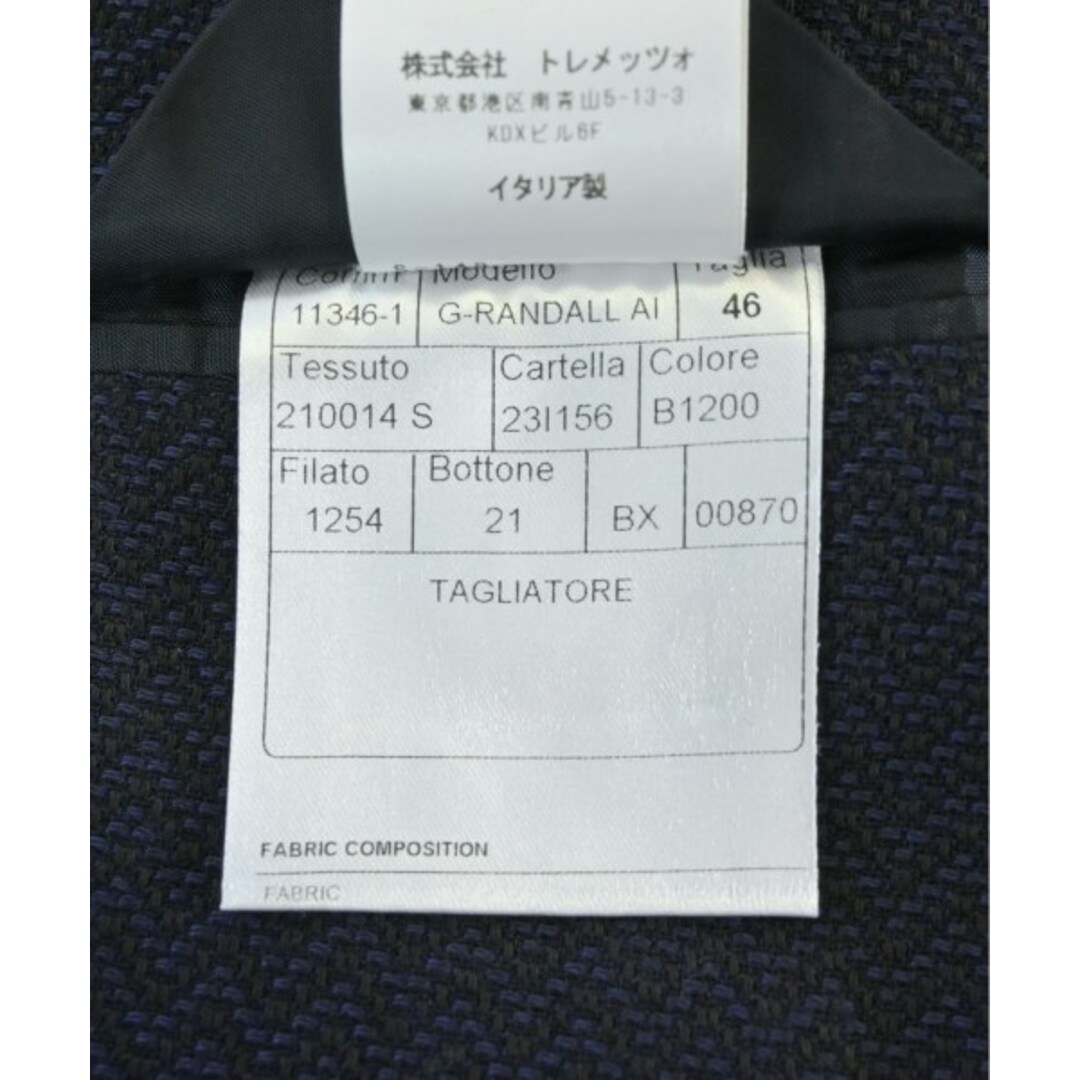 株式会社 トレメッツォ
東京都港区南青山5-13-3
KDXビル6F
イタリア製
Modello Taglia
11346-1 G-RANDALL AI 46
Tessuto Cartella Colore
210014 S 23I156 B1200
Filato Bottone
1254 21 BX 00870
TAGLIATORE
FABRIC COMPOSITION
FABRIC